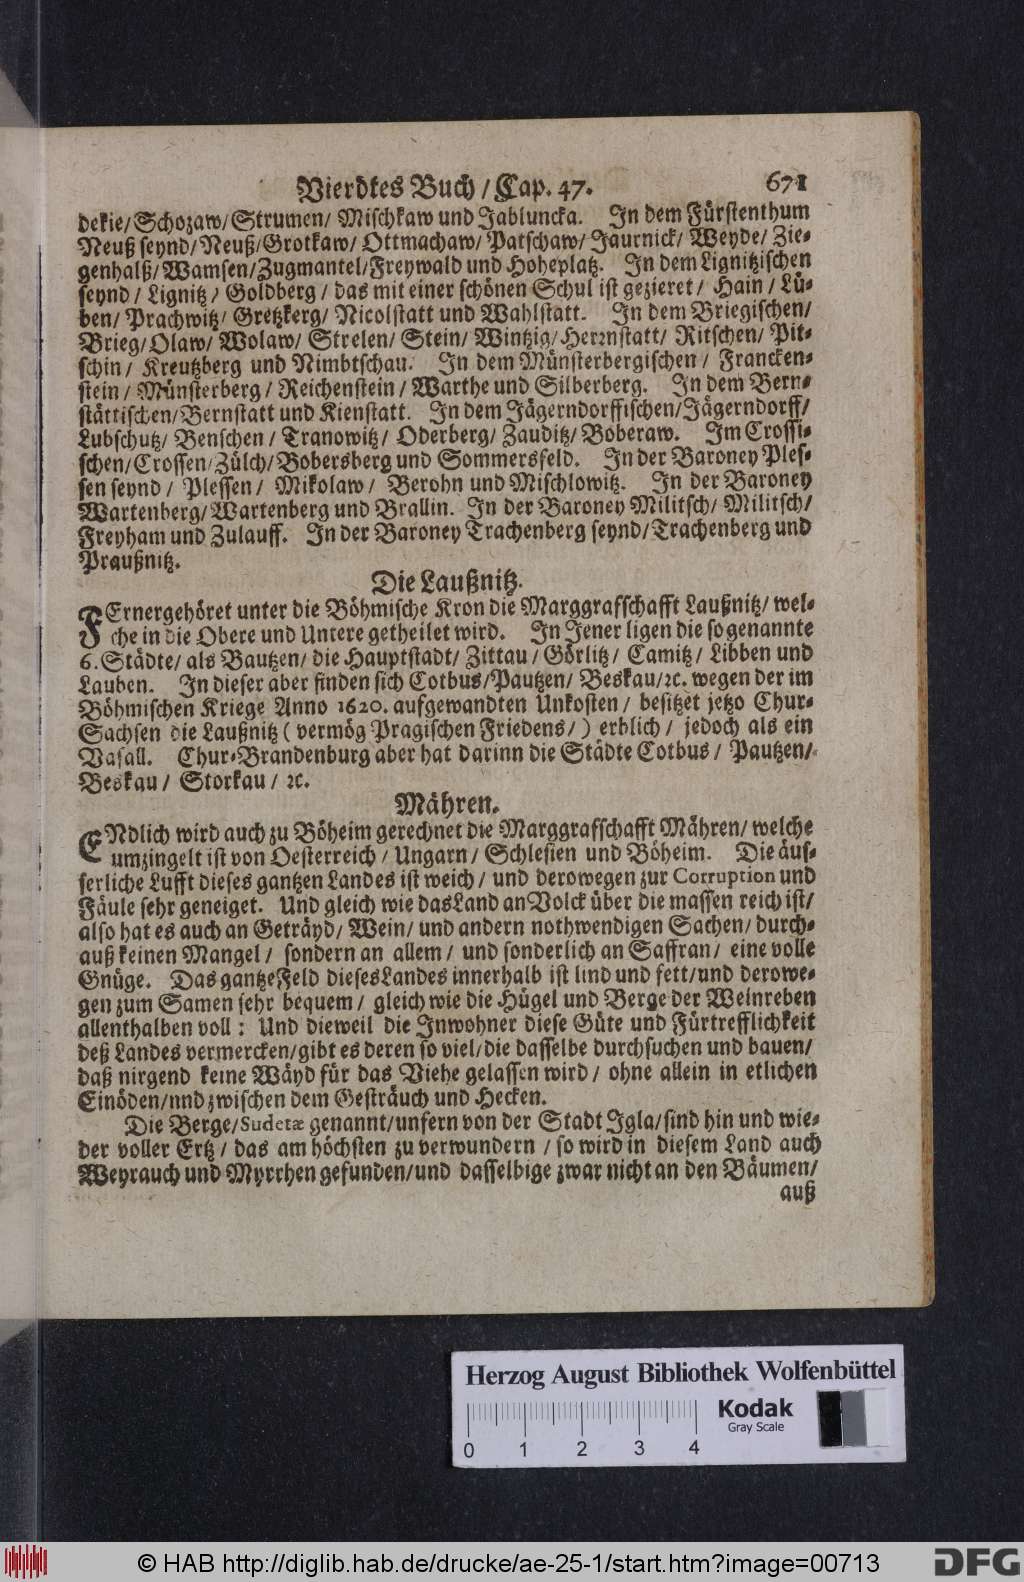 Vierdtes Buch / Cap. 47. 671
dekie/ Schozaw/ Strumen/ Mischkaw und Jabluncka. In dem Fürstenthum
Neuß seynd/ Neuß/ Grotkaw/ Ottmachaw/ Patschaw/ Jaurnick/ Weyde/ Zie-
genhalß/ Wamsen/ Zugmantel/ Freywald und Hoheplatz. In dem Lignitzischen
seynd / Lignitz / Goldberg / das mit einer schönen Schul ist gezieret / Hain / Lü-
ben/ Prachwitz/ Gretzkerg/ Nicolstatt und Wahlstatt. In dem Briegischen/
Brieg/ Olaw/ Wolaw/ Strelen/ Stein/ Wintzig/ Herrnstatt/ Ritschen/ Pit-
schin / Kreutzberg und Nimbtschau. In dem Münsterbergischen / Francken-
stein / Münsterberg / Reichenstein / Warthe und Silberberg. In dem Bern-
stättischen/ Bernstatt und Kienstatt. In dem Jägerndorffischen/ Jägerndorff/
Lubschutz/ Benschen / Tranowitz/ Oderberg/ Zauditz/ Boberaw. Im Crossi-
schen/ Crossen/ Zülch/ Bobersberg und Sommersfeld. In der Baroney Ples-
sen seynd / Plessen / Mikolaw / Berohn und Mischlowitz. In der Baroney
Wartenberg/ Wartenberg und Brallin. In der Baroney Militsch/ Militsch/
Freyham und Zulauff. In der Baroney Trachenberg seynd/ Trachenberg und
Praußnitz.
Die Laußnitz.
FErner gehöret unter die Böhmische Kron die Marggrafschafft Laußnitz/ wel-
che in die Obere und Untere getheilet wird. In Jener ligen die so genannte
6. Städte/ als Bautzen/ die Hauptstadt/ Zittau / Görlitz / Camitz / Libben und
Lauben. In dieser aber finden sich Cotbus/ Pautzen/ Beskau/ ꝛc. wegen der im
Böhmischen Kriege Anno 1620. aufgewandten Unkosten / besitzet jetzo Chur-
Sachsen die Laußnitz ( vermög Pragischen Friedens / ) erblich / jedoch als ein
Vasall. Chur-Brandenburg aber hat darinn die Städte Cotbus / Pautzen/
Beskau / Storkau / ꝛc.
Mähren.
ENdlich wird auch zu Böheim gerechnet die Marggrafschafft Mähren/ welche
umzingelt ist von Oesterreich / Ungarn / Schlesien und Böheim. Die äus-
serliche Lufft dieses gantzen Landes ist weich / und derowegen zur Corruption und
Fäule sehr geneiget. Und gleich wie das Land an Volck über die massen reich ist/
also hat es auch an Geträyd/ Wein/ und andern nothwendigen Sachen/ durch-
auß keinen Mangel / sondern an allem / und sonderlich an Saffran / eine volle
Gnüge. Das gantze Feld dieses Landes innerhalb ist lind und fett/ und derowe-
gen zum Samen sehr bequem / gleich wie die Hügel und Berge der Weinreben
allenthalben voll : Und dieweil die Inwohner diese Güte und Fürtrefflichkeit
deß Landes vermercken/ gibt es deren so viel/ die dasselbe durchsuchen und bauen/
daß nirgend keine Wäyd für das Viehe gelassen wird / ohne allein in etlichen
Einöden/ und zwischen dem Gesträuch und Hecken.
Die Berge/ Sudetæ genannt/ unfern von der Stadt Igla/ sind hin und wie-
der voller Ertz / das am höchsten zu verwundern / so wird in diesem Land auch
Weyrauch und Myrrhen gefunden/ und dasselbige zwar nicht an den Bäumen/
auß
Herzog August Bibliothek Wolfenbüttel
Kodak
Gray Scale
0 1 2 3 4
© HAB http://diglib.hab.de/drucke/ae-25-1/start.htm?image=00713
DFG